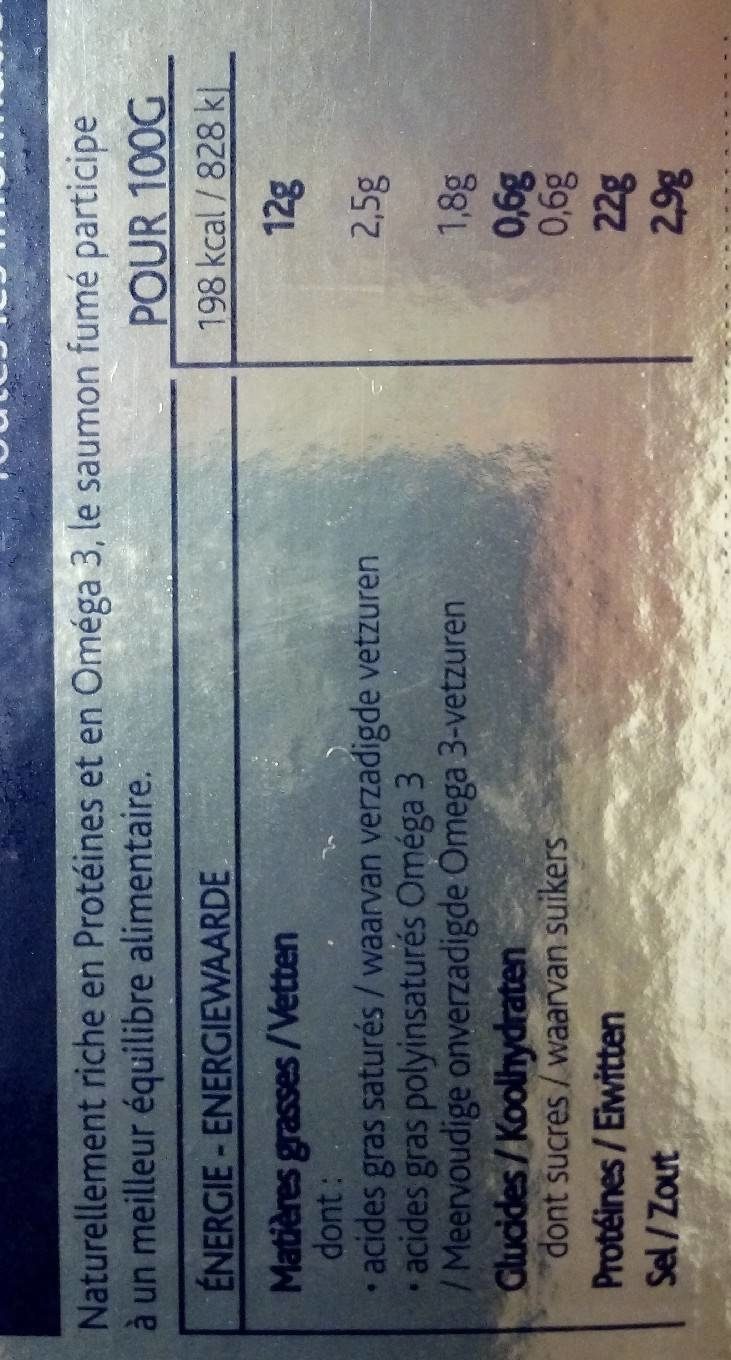 Naturellement riche en Protéines et en Oméga 3, le saumon fumé participe
à un meilleur équilibre alimentaire.
POUR 100G
ÉNERGIE - ENERGIEWAARDE 198 kcal / 828 kJ
Matières grasses / Vetten 12g
dont :
• acides gras saturés / waarvan verzadigde vetzuren 2,5g
• acides gras polyinsaturés Oméga 3
/ Meervoudige onverzadigde Omega 3-vetzuren 1,8g
Glucides / Koolhydraten 0,6g
dont sucres / waarvan suikers 0,6g
Protéines / Eiwitten 22g
Sel / Zout 2,9g